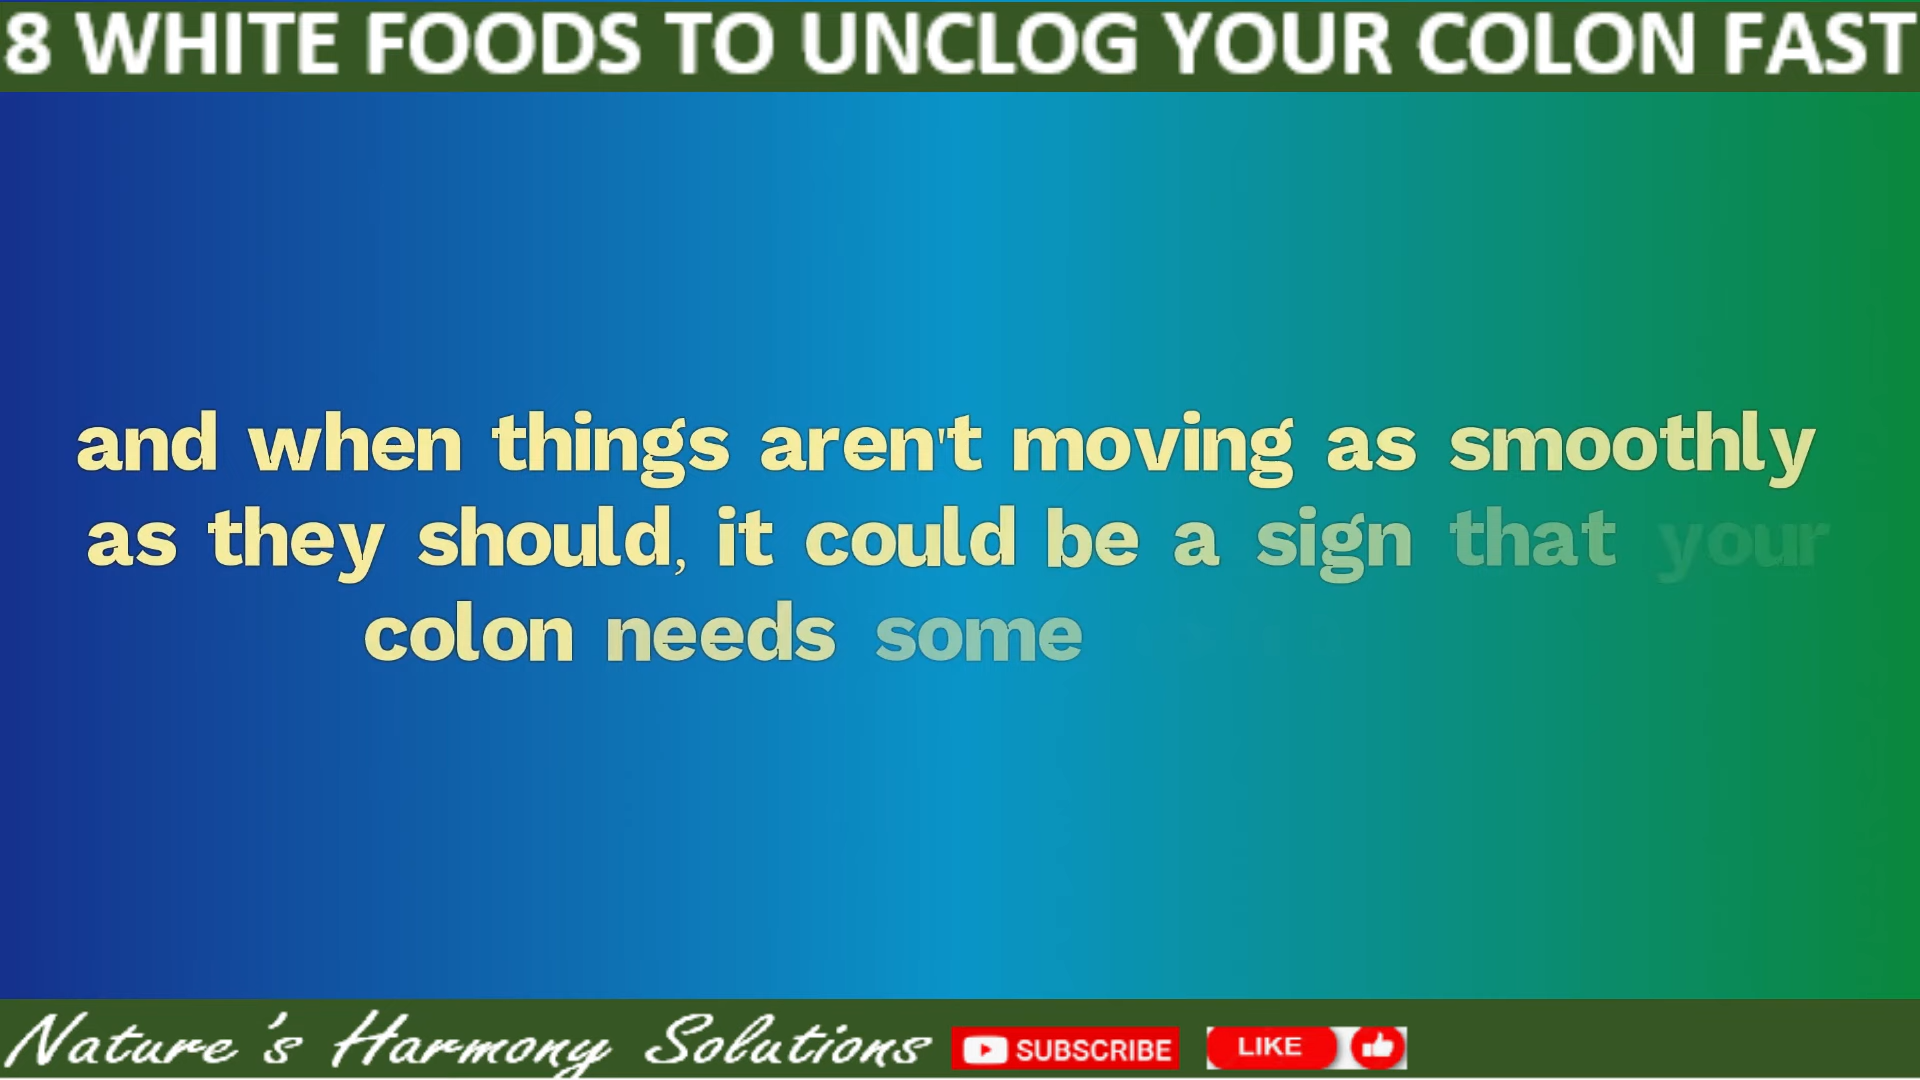 8 WHITE FOODS TO UNCLOG YOUR COLON FAST
and when things aren't moving as smoothly
as they should, it could be a sign that your
colon needs some
Nature's Harmony Solutions SUBSCRIBE LIKE